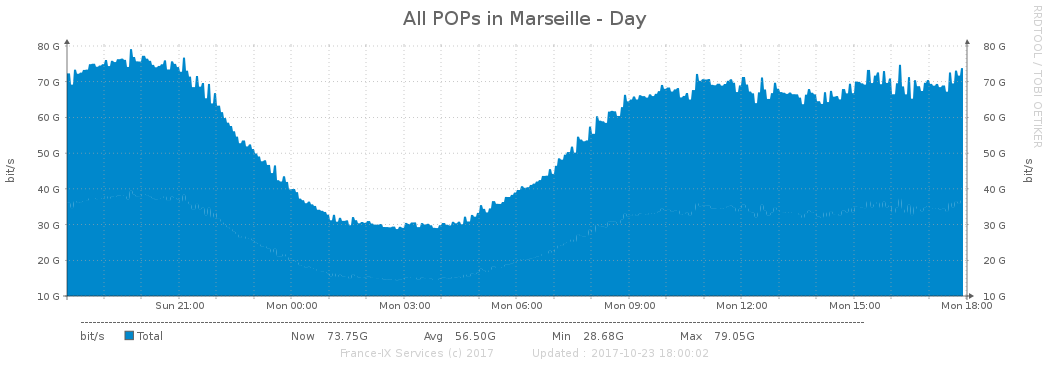 All POPs in Marseille - Day
RRDTOOL / TOBI OETIKER
80 G 80 G
70 G 70 G
60 G 60 G
50 G 50 G
40 G 40 G
30 G 30 G
20 G 20 G
10 G 10 G
bit/s
bit/s
Sun 21:00 Mon 00:00 Mon 03:00 Mon 06:00 Mon 09:00 Mon 12:00 Mon 15:00 Mon 18:00
bit/s Total Now 73.75G Avg 56.50G Min 28.68G Max 79.05G
France-IX Services (c) 2017 Updated : 2017-10-23 18:00:02